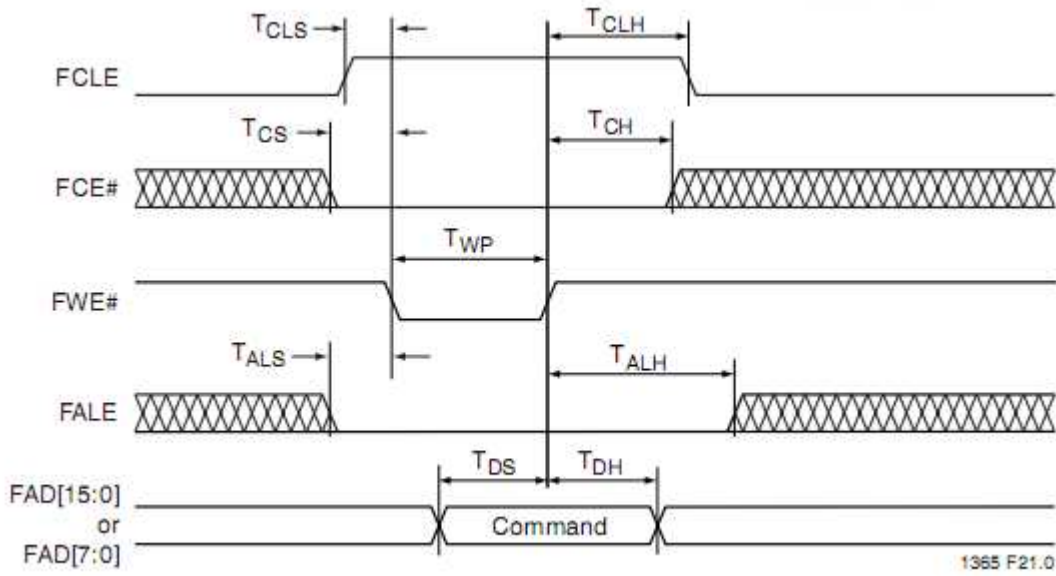 TCLS
TCLH
FCLE
TCS
TCH
FCE#
TWP
FWE#
TALS
TALH
FALE
TDS
TDH
FAD[15:0]
or
FAD[7:0]
Command
1365 F21.0